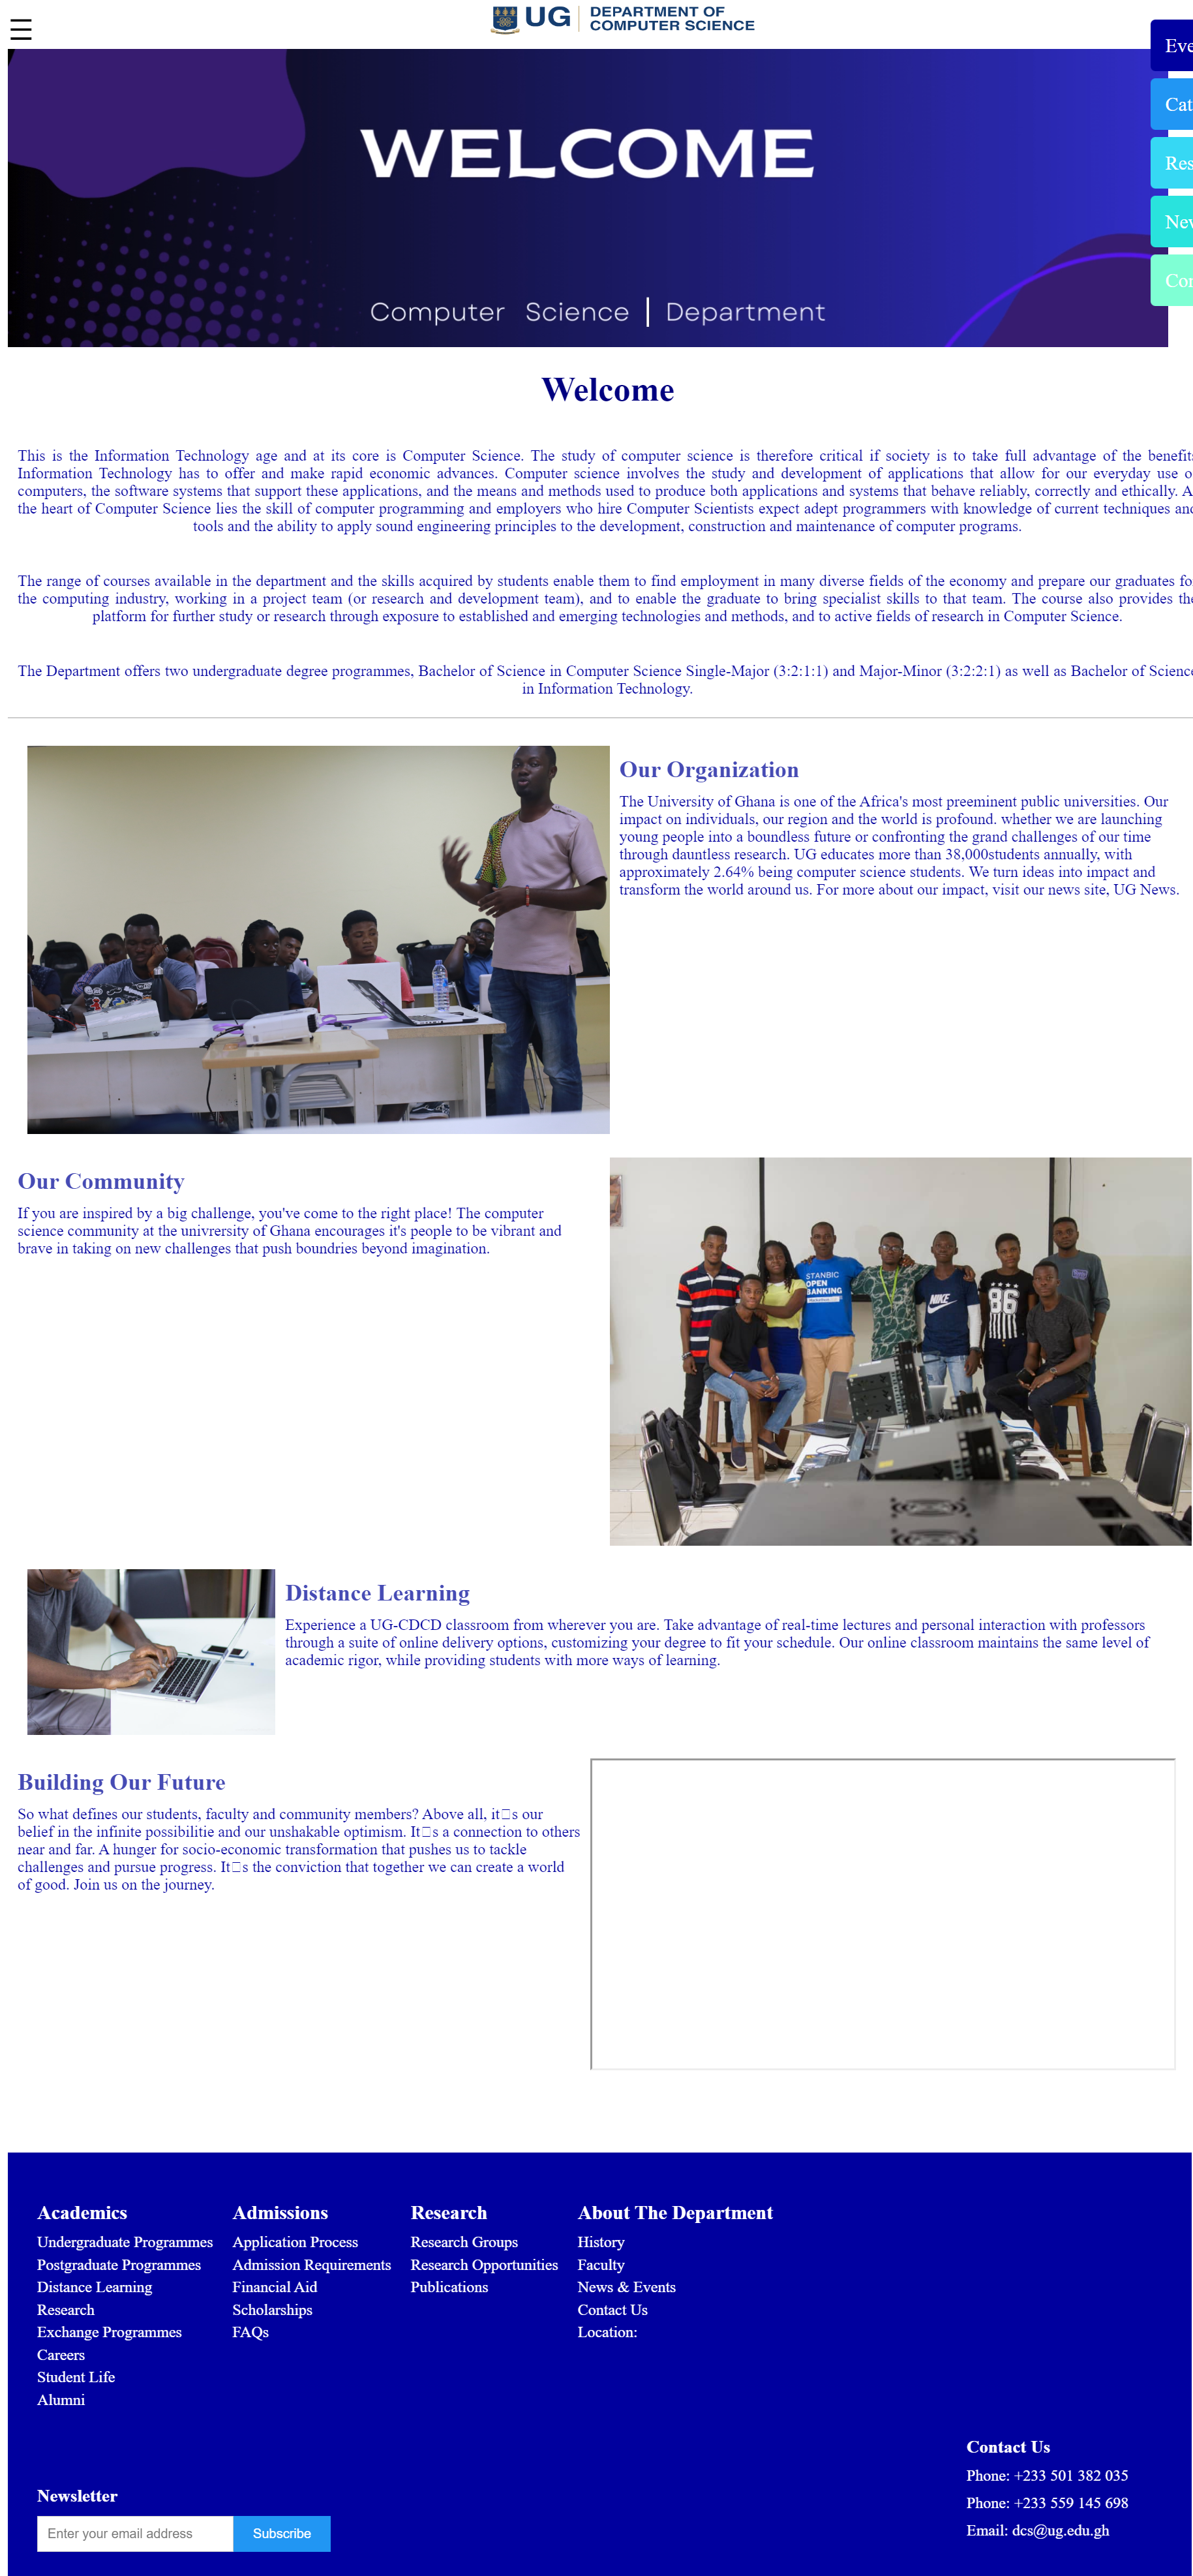 ☰
UG
DEPARTMENT OF
COMPUTER SCIENCE
WELCOME
Computer Science | Department
Eve
Cat
Res
Nev
Cor
Welcome
This is the Information Technology age and at its core is Computer Science. The study of computer science is therefore critical if society is to take full advantage of the benefits
Information Technology has to offer and make rapid economic advances. Computer science involves the study and development of applications that allow for our everyday use of
computers, the software systems that support these applications, and the means and methods used to produce both applications and systems that behave reliably, correctly and ethically. At
the heart of Computer Science lies the skill of computer programming and employers who hire Computer Scientists expect adept programmers with knowledge of current techniques and
tools and the ability to apply sound engineering principles to the development, construction and maintenance of computer programs.
The range of courses available in the department and the skills acquired by students enable them to find employment in many diverse fields of the economy and prepare our graduates for
the computing industry, working in a project team (or research and development team), and to enable the graduate to bring specialist skills to that team. The course also provides the
platform for further study or research through exposure to established and emerging technologies and methods, and to active fields of research in Computer Science.
The Department offers two undergraduate degree programmes, Bachelor of Science in Computer Science Single-Major (3:2:1:1) and Major-Minor (3:2:2:1) as well as Bachelor of Science
in Information Technology.
Our Organization
The University of Ghana is one of the Africa's most preeminent public universities. Our
impact on individuals, our region and the world is profound. whether we are launching
young people into a boundless future or confronting the grand challenges of our time
through dauntless research. UG educates more than 38,000students annually, with
approximately 2.64% being computer science students. We turn ideas into impact and
transform the world around us. For more about our impact, visit our news site, UG News.
Our Community
If you are inspired by a big challenge, you've come to the right place! The computer
science community at the univresity of Ghana encourages it's people to be vibrant and
brave in taking on new challenges that push boundries beyond imagination.
STANBIC
OPEN
BANKING
NIKE
86
Distance Learning
Experience a UG-CDCD classroom from wherever you are. Take advantage of real-time lectures and personal interaction with professors
through a suite of online delivery options, customizing your degree to fit your schedule. Our online classroom maintains the same level of
academic rigor, while providing students with more ways of learning.
Building Our Future
So what defines our students, faculty and community members? Above all, it□s our
belief in the infinite possibilitie and our unshakable optimism. It□s a connection to others
near and far. A hunger for socio-economic transformation that pushes us to tackle
challenges and pursue progress. It□s the conviction that together we can create a world
of good. Join us on the journey.
Academics
Undergraduate Programmes
Postgraduate Programmes
Distance Learning
Research
Exchange Programmes
Careers
Student Life
Alumni
Admissions
Application Process
Admission Requirements
Financial Aid
Scholarships
FAQs
Research
Research Groups
Research Opportunities
Publications
About The Department
History
Faculty
News & Events
Contact Us
Location:
Newsletter
Enter your email address
Subscribe
Contact Us
Phone: +233 501 382 035
Phone: +233 559 145 698
Email: dcs@ug.edu.gh